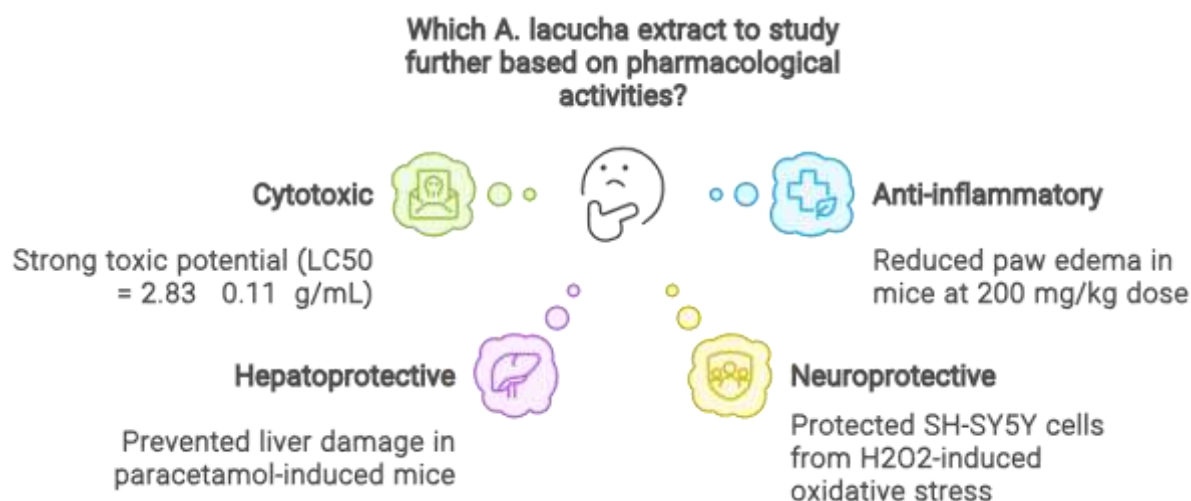 Which A. lacucha extract to study
further based on pharmacological
activities?
Cytotoxic
Strong toxic potential (LC50
= 2.83 0.11 g/mL)
Anti-inflammatory
Reduced paw edema in
mice at 200 mg/kg dose
Hepatoprotective
Prevented liver damage in
paracetamol-induced mice
Neuroprotective
Protected SH-SY5Y cells
from H2O2-induced
oxidative stress